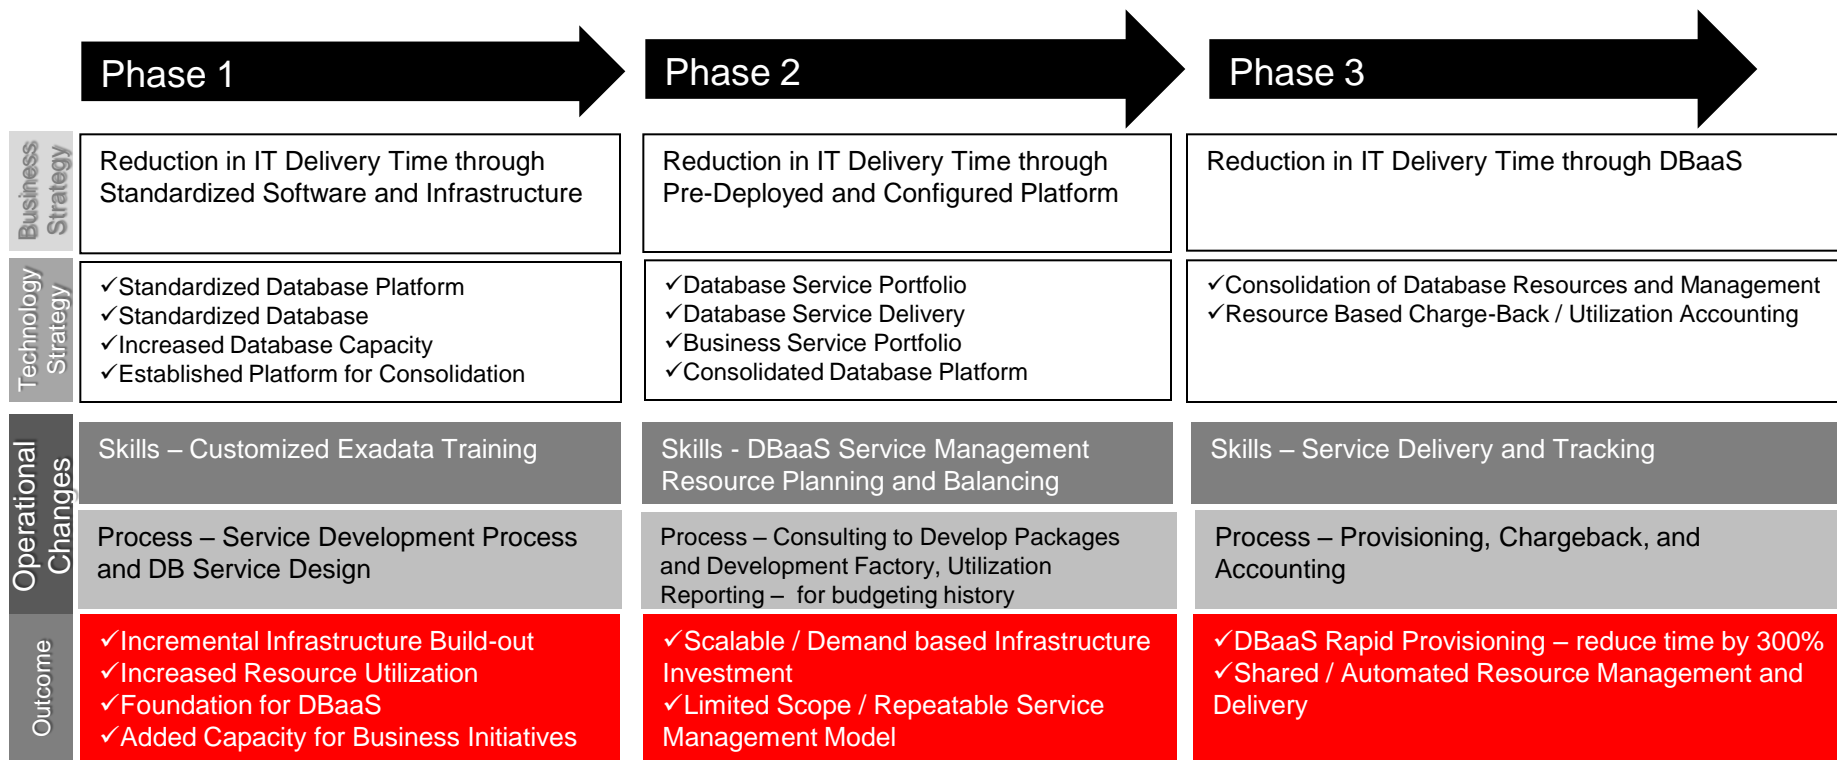 Phase 1
Phase 2
Phase 3
Business
Strategy
Reduction in IT Delivery Time through
Standardized Software and Infrastructure
Reduction in IT Delivery Time through
Pre-Deployed and Configured Platform
Reduction in IT Delivery Time through DBaaS
Technology
Strategy
✓Standardized Database Platform
✓Standardized Database
✓Increased Database Capacity
✓Established Platform for Consolidation
✓Database Service Portfolio
✓Database Service Delivery
✓Business Service Portfolio
✓Consolidated Database Platform
✓Consolidation of Database Resources and Management
✓Resource Based Charge-Back / Utilization Accounting
Operational
Changes
Skills – Customized Exadata Training
Skills - DBaaS Service Management
Resource Planning and Balancing
Skills – Service Delivery and Tracking
Process – Service Development Process
and DB Service Design
Process – Consulting to Develop Packages
and Development Factory, Utilization
Reporting – for budgeting history
Process – Provisioning, Chargeback, and
Accounting
Outcome
✓Incremental Infrastructure Build-out
✓Increased Resource Utilization
✓Foundation for DBaaS
✓Added Capacity for Business Initiatives
✓Scalable / Demand based Infrastructure
Investment
✓Limited Scope / Repeatable Service
Management Model
✓DBaaS Rapid Provisioning – reduce time by 300%
✓Shared / Automated Resource Management and
Delivery